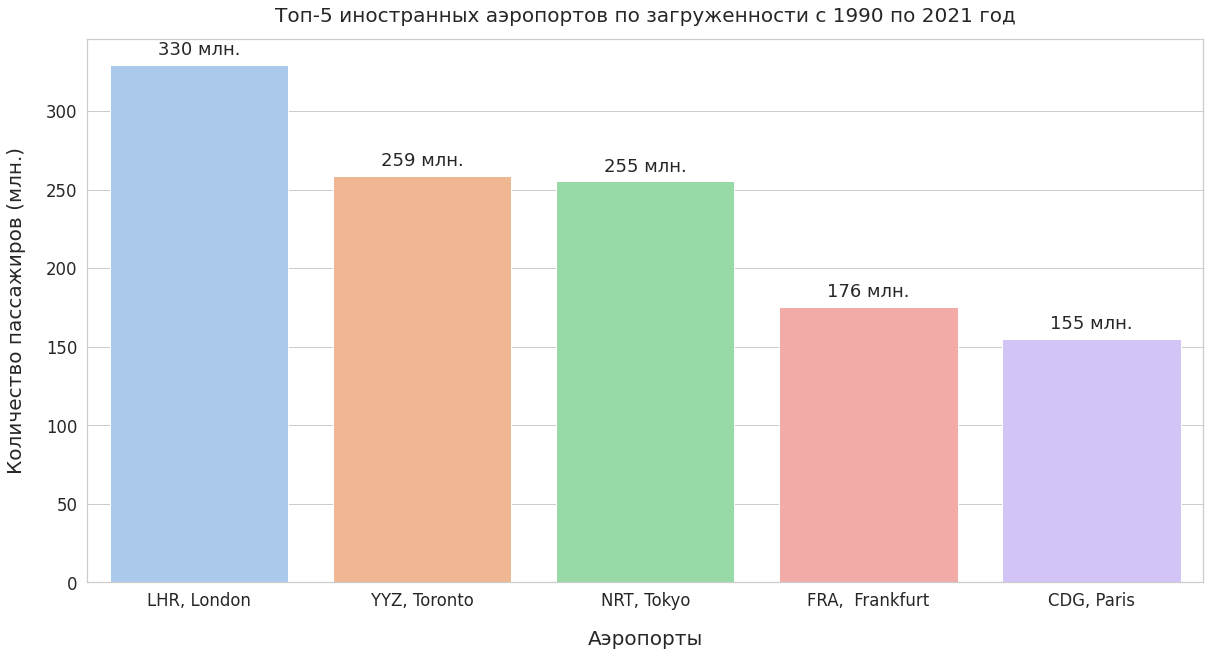 Топ-5 иностранных аэропортов по загруженности с 1990 по 2021 год
330 млн.
259 млн.
255 млн.
176 млн.
155 млн.
Количество пассажиров (млн.)
300
250
200
150
100
50
0
LHR, London
YYZ, Toronto
NRT, Tokyo
FRA,  Frankfurt
CDG, Paris
Аэропорты